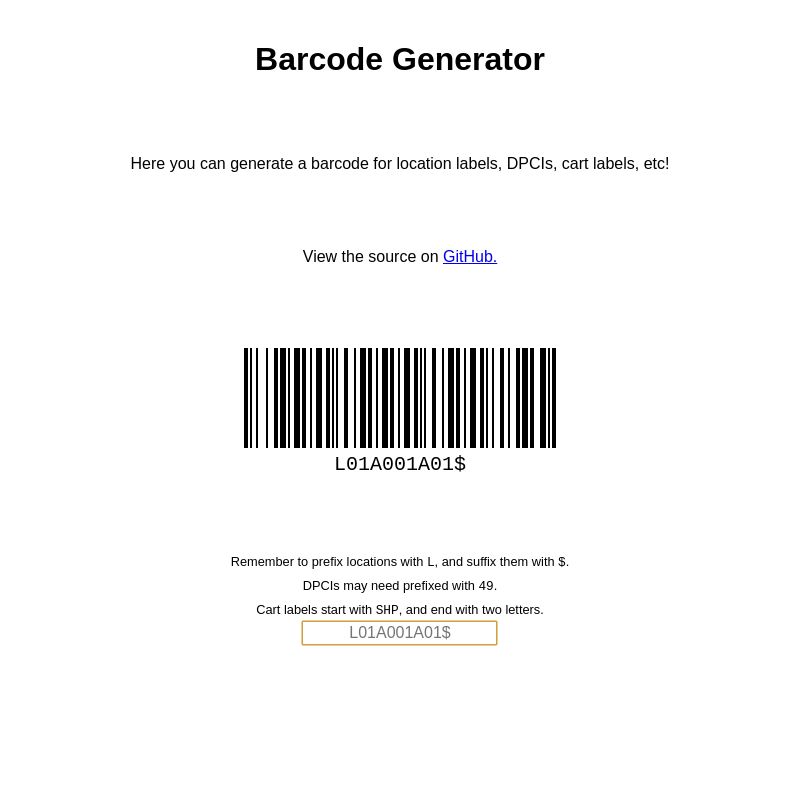 Barcode Generator
Here you can generate a barcode for location labels, DPCIs, cart labels, etc!
View the source on GitHub.
L01A001A01$
Remember to prefix locations with L, and suffix them with $.
DPCIs may need prefixed with 49.
Cart labels start with SHP, and end with two letters.
L01A001A01$